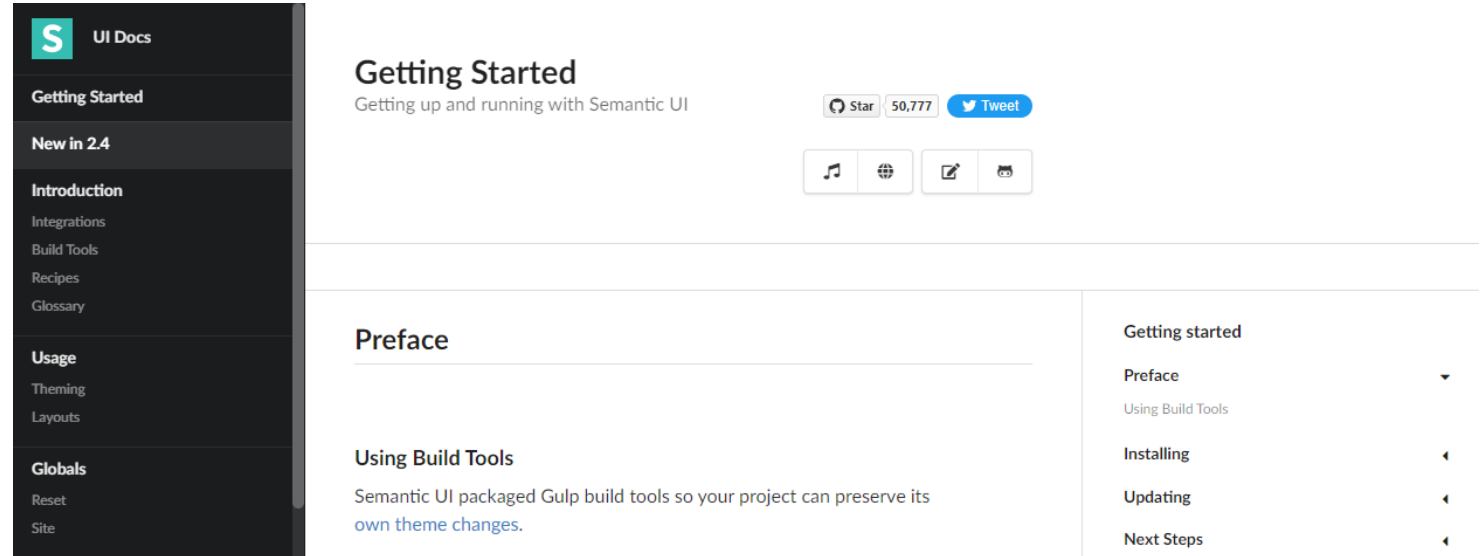 S
UI Docs
Getting Started
New in 2.4
Introduction
Integrations
Build Tools
Recipes
Glossary
Usage
Theming
Layouts
Globals
Reset
Site
Getting Started
Getting up and running with Semantic UI
Star 50,777 Tweet
Preface
Using Build Tools
Semantic UI packaged Gulp build tools so your project can preserve its
own theme changes.
Getting started
Preface
Using Build Tools
Installing
Updating
Next Steps